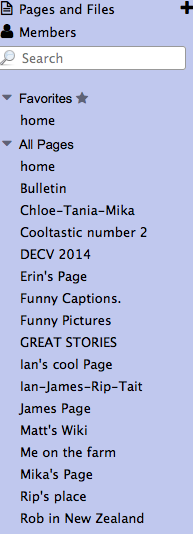 Pages and Files
Members
Search
Favorites
home
All Pages
home
Bulletin
Chloe-Tania-Mika
Cooltastic number 2
DECV 2014
Erin's Page
Funny Captions.
Funny Pictures
GREAT STORIES
Ian's cool Page
Ian-James-Rip-Tait
James Page
Matt's Wiki
Me on the farm
Mika's Page
Rip's place
Rob in New Zealand